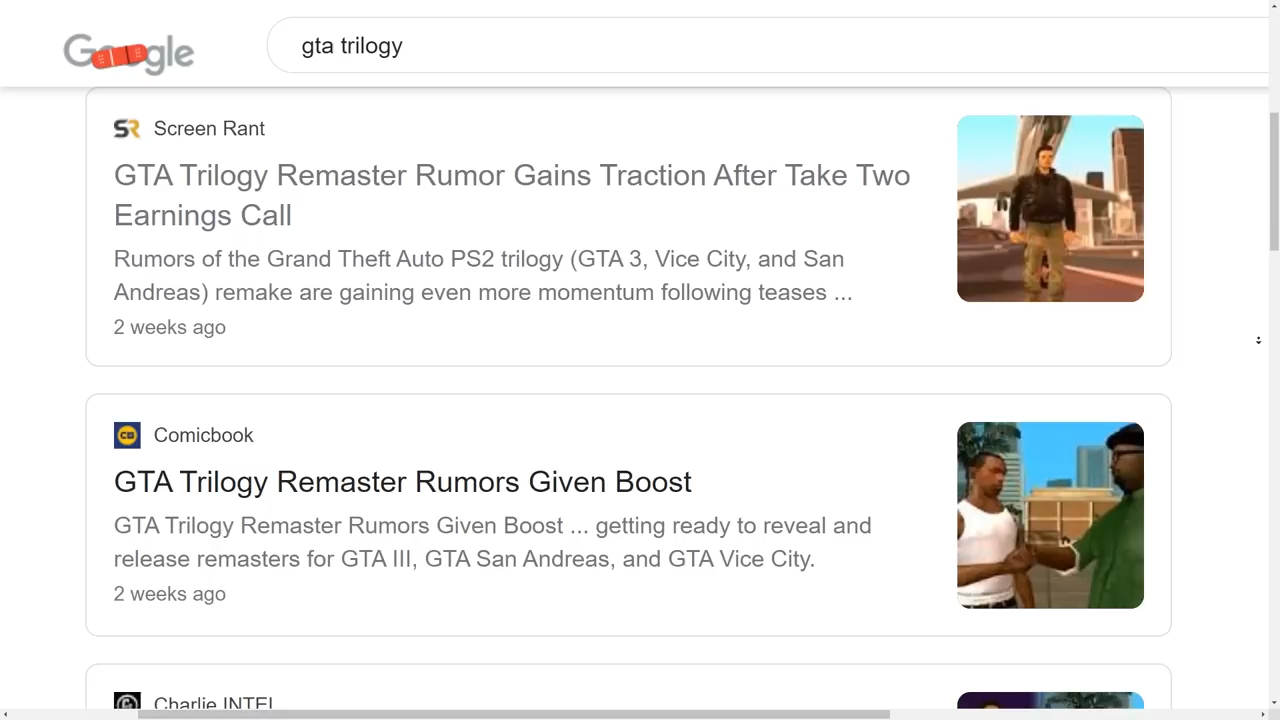 Google
gta trilogy
Screen Rant
GTA Trilogy Remaster Rumor Gains Traction After Take Two
Earnings Call
Rumors of the Grand Theft Auto PS2 trilogy (GTA 3, Vice City, and San
Andreas) remake are gaining even more momentum following teases ...
2 weeks ago
Comicbook
GTA Trilogy Remaster Rumors Given Boost
GTA Trilogy Remaster Rumors Given Boost ... getting ready to reveal and
release remasters for GTA III, GTA San Andreas, and GTA Vice City.
2 weeks ago
Charlie INTEL